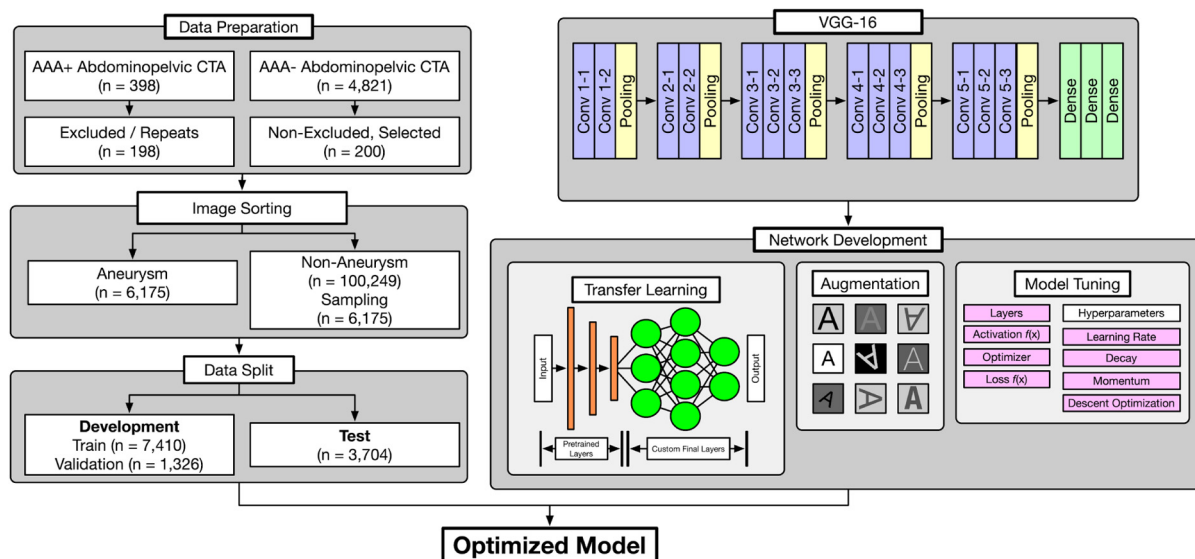 Data Preparation
AAA+ Abdominopelvic CTA
(n = 398)
AAA- Abdominopelvic CTA
(n = 4,821)
Excluded / Repeats
(n = 198)
Non-Excluded, Selected
(n = 200)
Image Sorting
Aneurysm
(n = 6,175)
Non-Aneurysm
(n = 100,249)
Sampling
(n = 6,175)
Data Split
Development
Train (n = 7,410)
Validation (n = 1,326)
Test
(n = 3,704)
VGG-16
Conv 1-1
Conv 1-2
Pooling
Conv 2-1
Conv 2-2
Pooling
Conv 3-1
Conv 3-2
Conv 3-3
Pooling
Conv 4-1
Conv 4-2
Conv 4-3
Pooling
Conv 5-1
Conv 5-2
Conv 5-3
Pooling
Dense
Dense
Dense
Network Development
Transfer Learning
Input
Output
Pretrained
Layers
Custom Final Layers
Augmentation
A
A
A
A
A
A
A
A
A
Model Tuning
Layers
Activation f(x)
Optimizer
Loss f(x)
Hyperparameters
Learning Rate
Decay
Momentum
Descent Optimization
Optimized Model